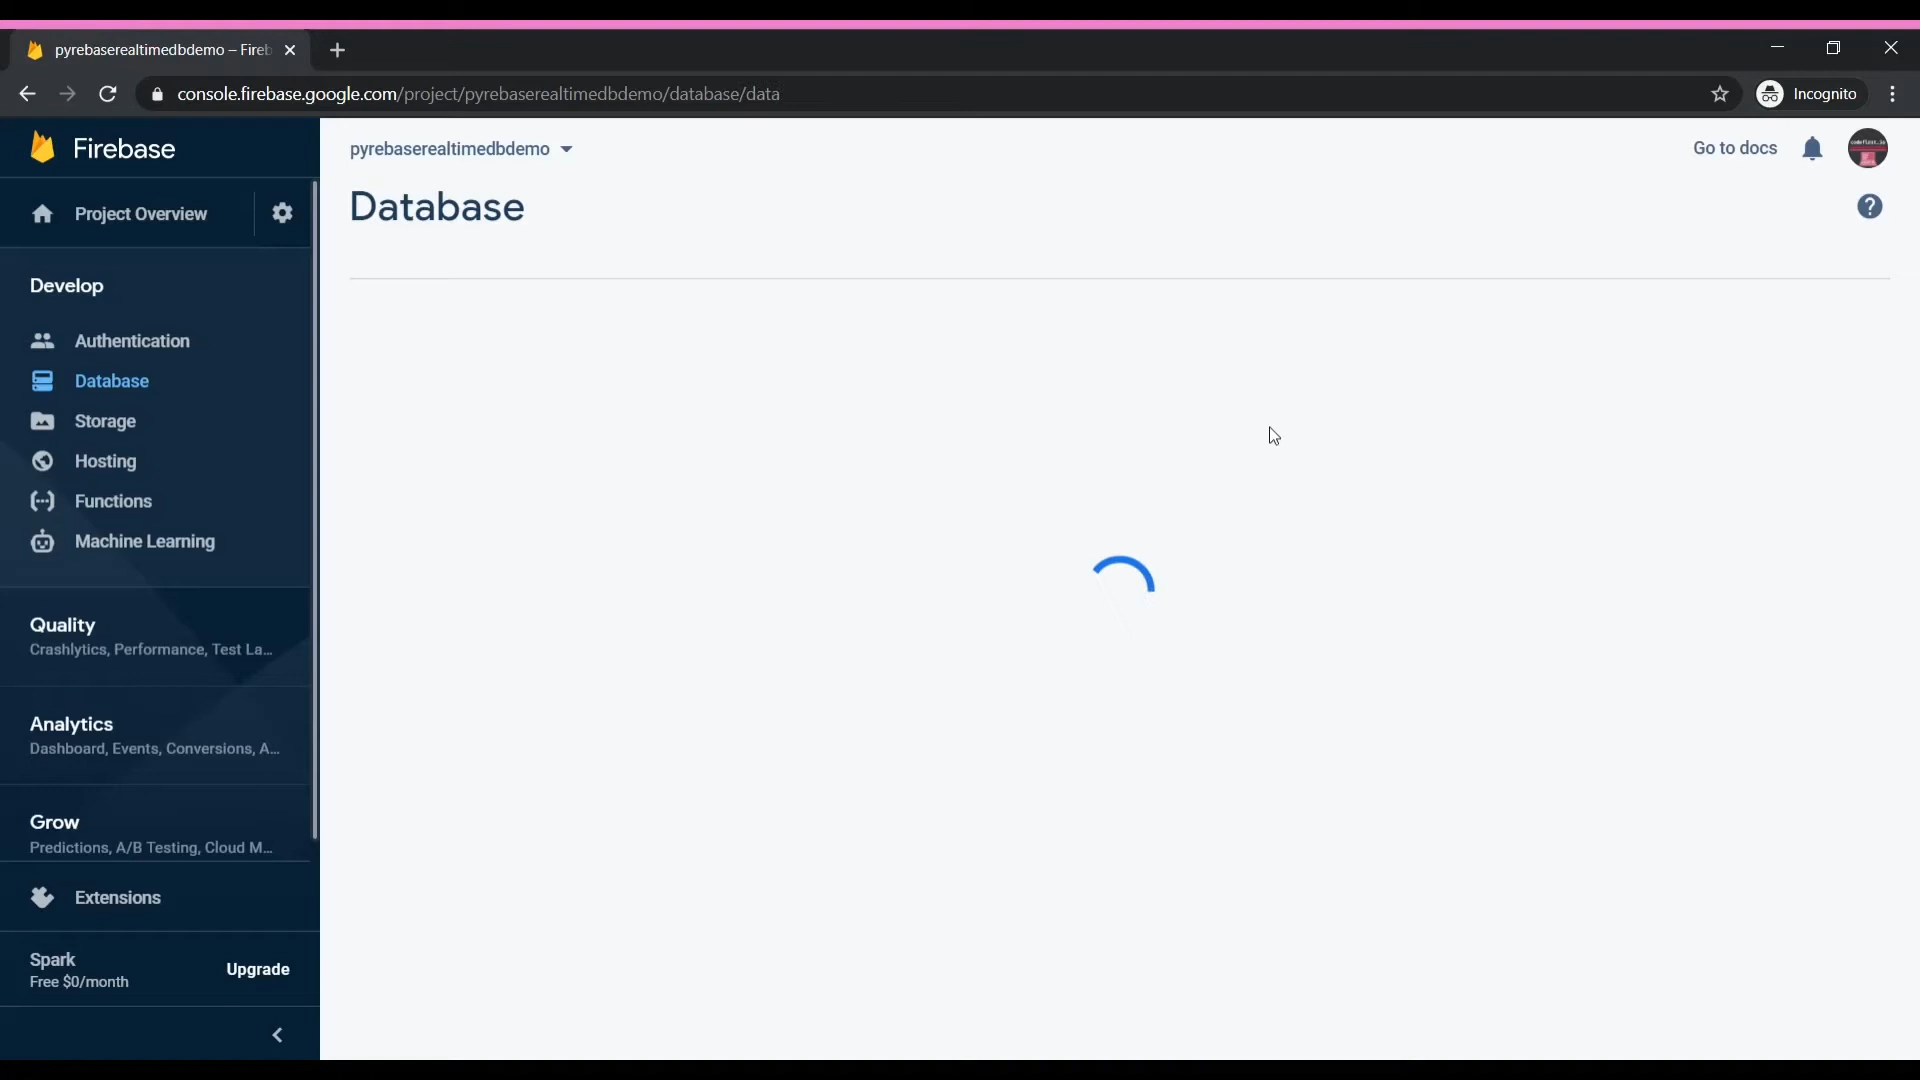 pyrebaserealtimedbdemo – Fireb
console.firebase.google.com/project/pyrebaserealtimedbdemo/database/data
Incognito
Firebase
pyrebaserealtimedbdemo
Go to docs
Project Overview
Database
Develop
Authentication
Database
Storage
Hosting
Functions
Machine Learning
Quality
Crashlytics, Performance, Test La...
Analytics
Dashboard, Events, Conversions, A...
Grow
Predictions, A/B Testing, Cloud M...
Extensions
Spark
Free $0/month
Upgrade